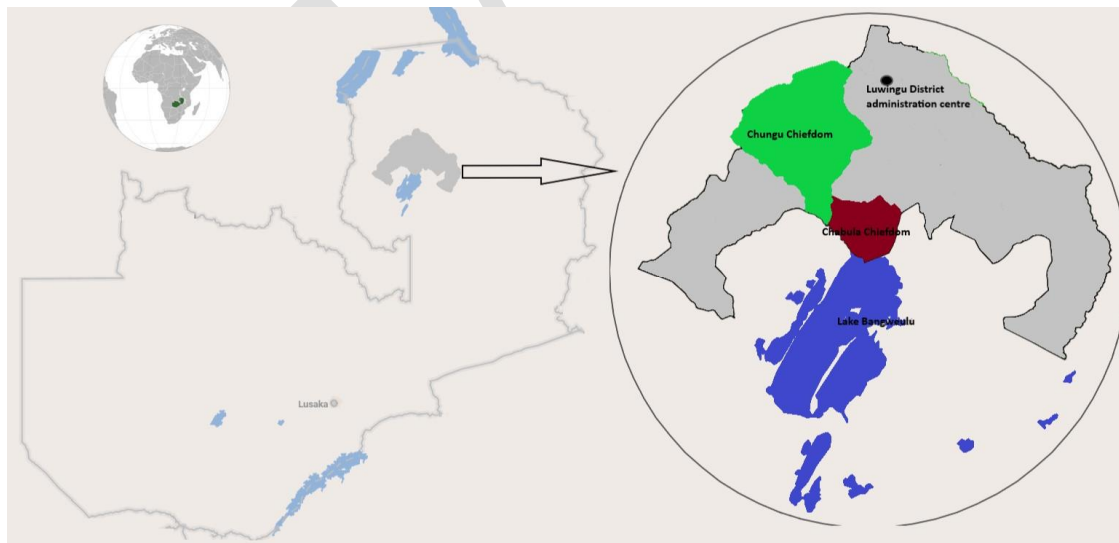 Luwingu District
administration centre
Chungu Chiefdom
Chabula Chiefdom
Lake Bangweulu
Lusaka